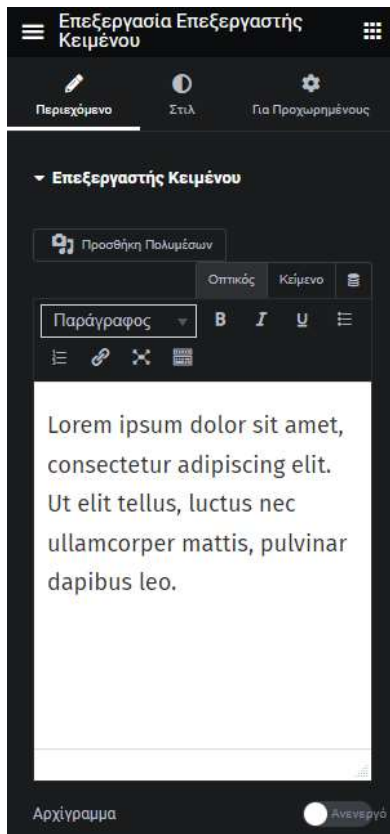 Επεξεργασία Επεξεργαστής
Κειμένου
Περιεχόμενο Στιλ Για Προχωρημένους
Επεξεργαστής Κειμένου
Προσθήκη Πολυμέσων
Οπτικός Κείμενο
Παράγραφος B I U
Lorem ipsum dolor sit amet,
consectetur adipiscing elit.
Ut elit tellus, luctus nec
ullamcorper mattis, pulvinar
dapibus leo.
Αρχίγραμμα Ανενεργό